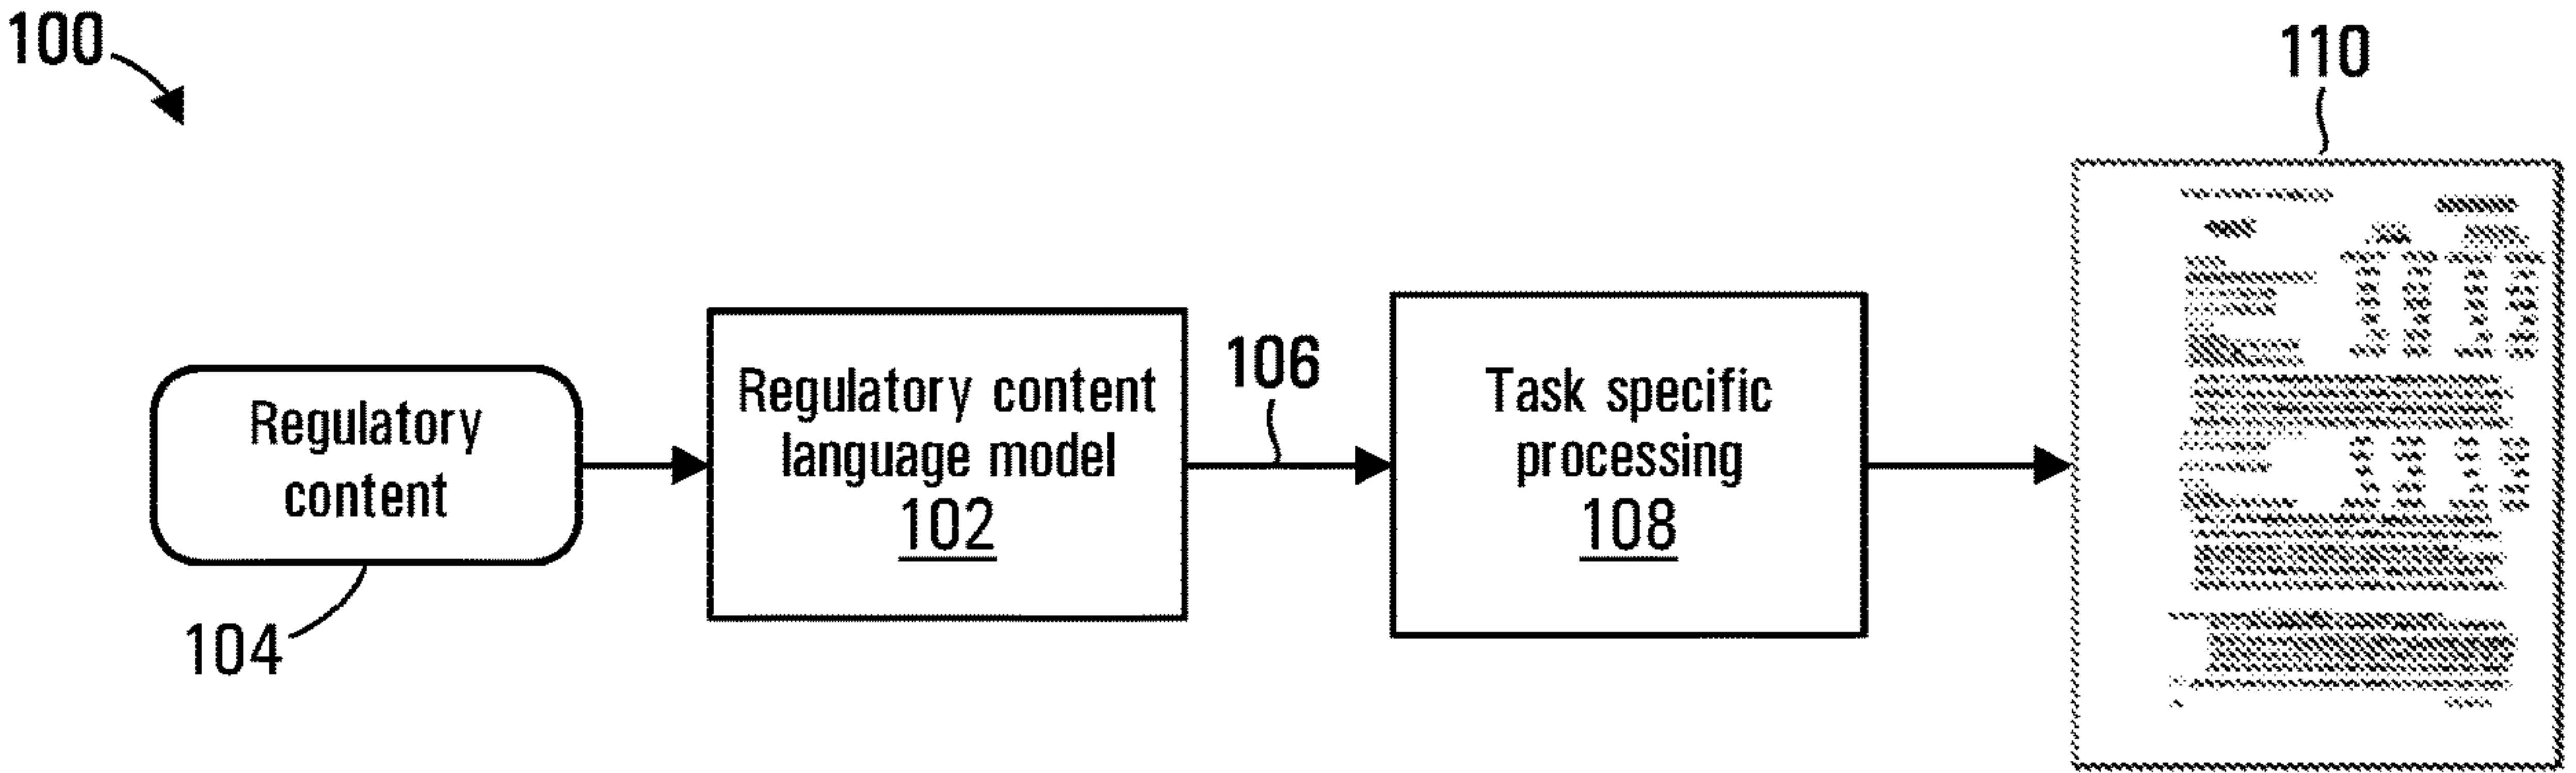 100
110
Regulatory
content
104
Regulatory content
language model
102
106
Task specific
processing
108